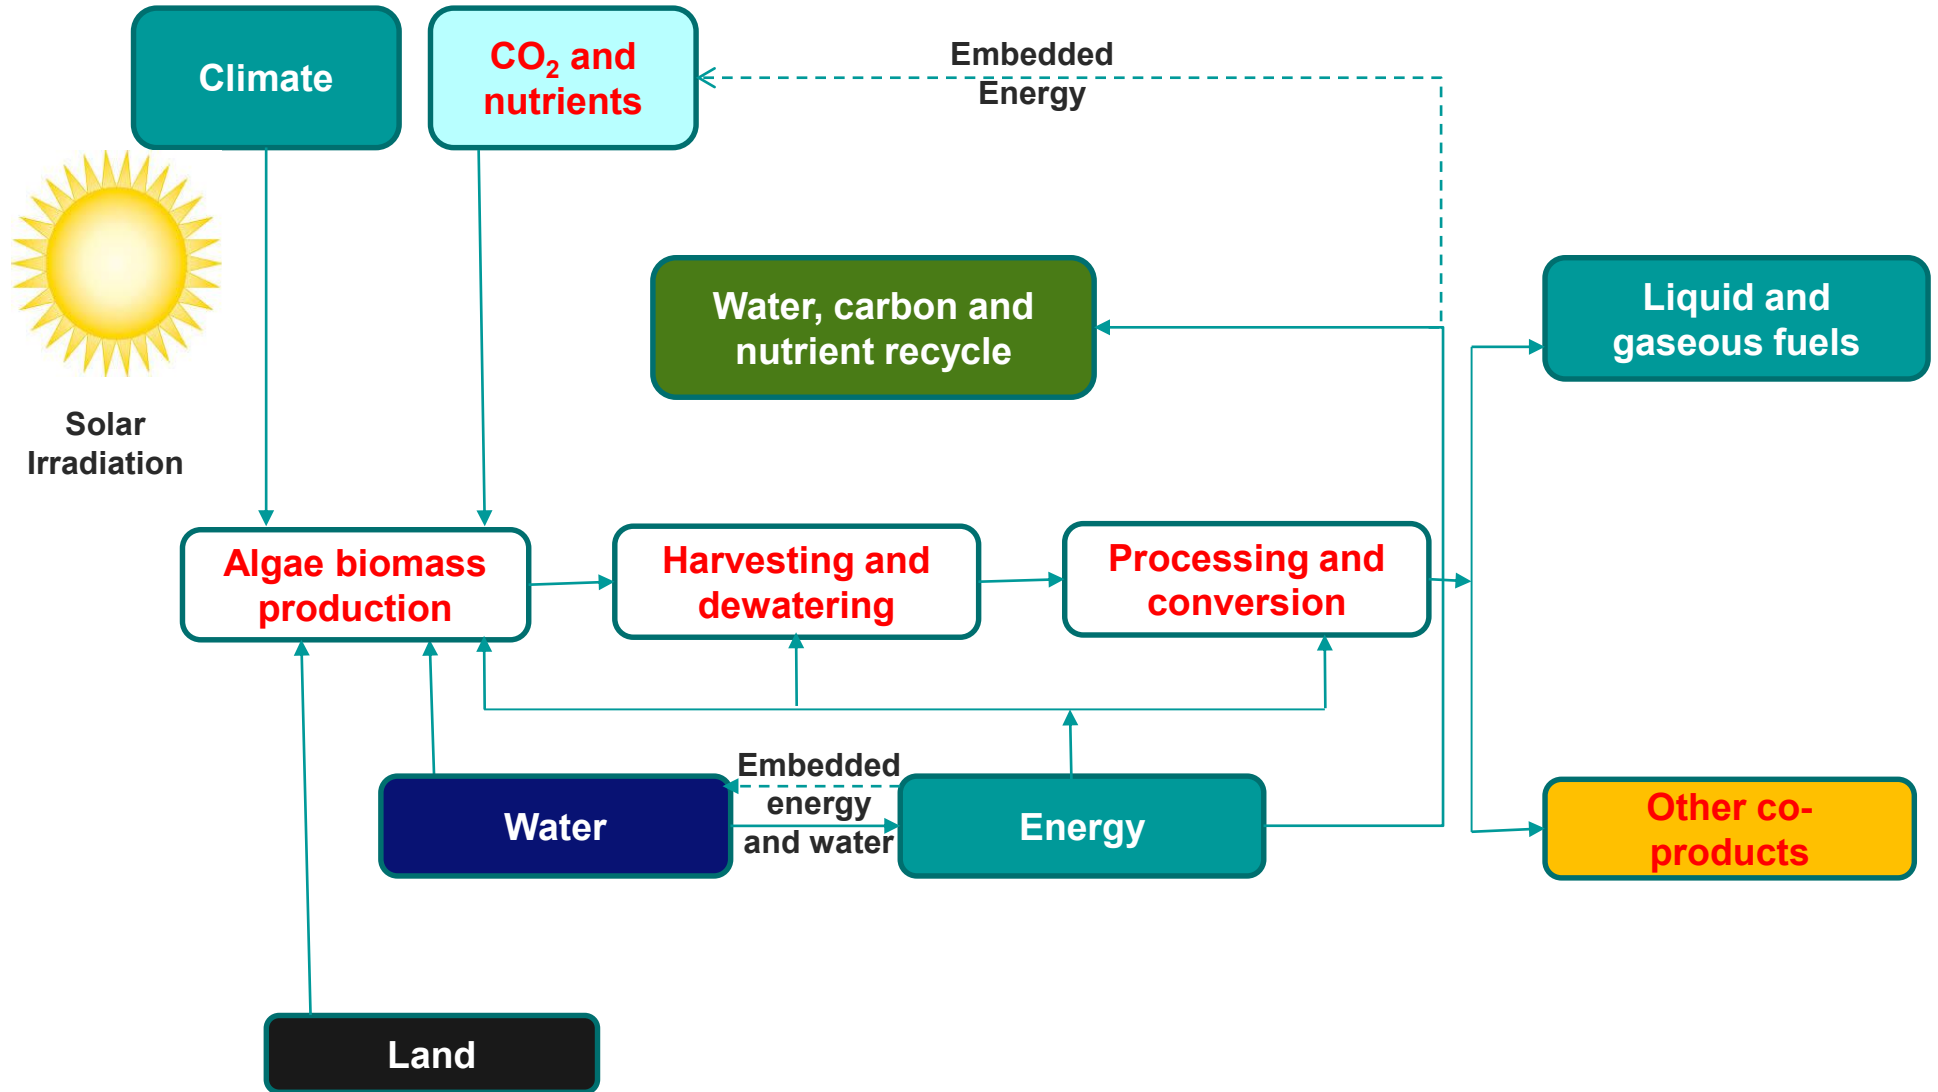 Climate
CO₂ and
nutrients
Embedded
Energy
Water, carbon and
nutrient recycle
Liquid and
gaseous fuels
Solar
Irradiation
Algae biomass
production
Harvesting and
dewatering
Processing and
conversion
Water
Embedded
energy
and water
Energy
Other co-
products
Land